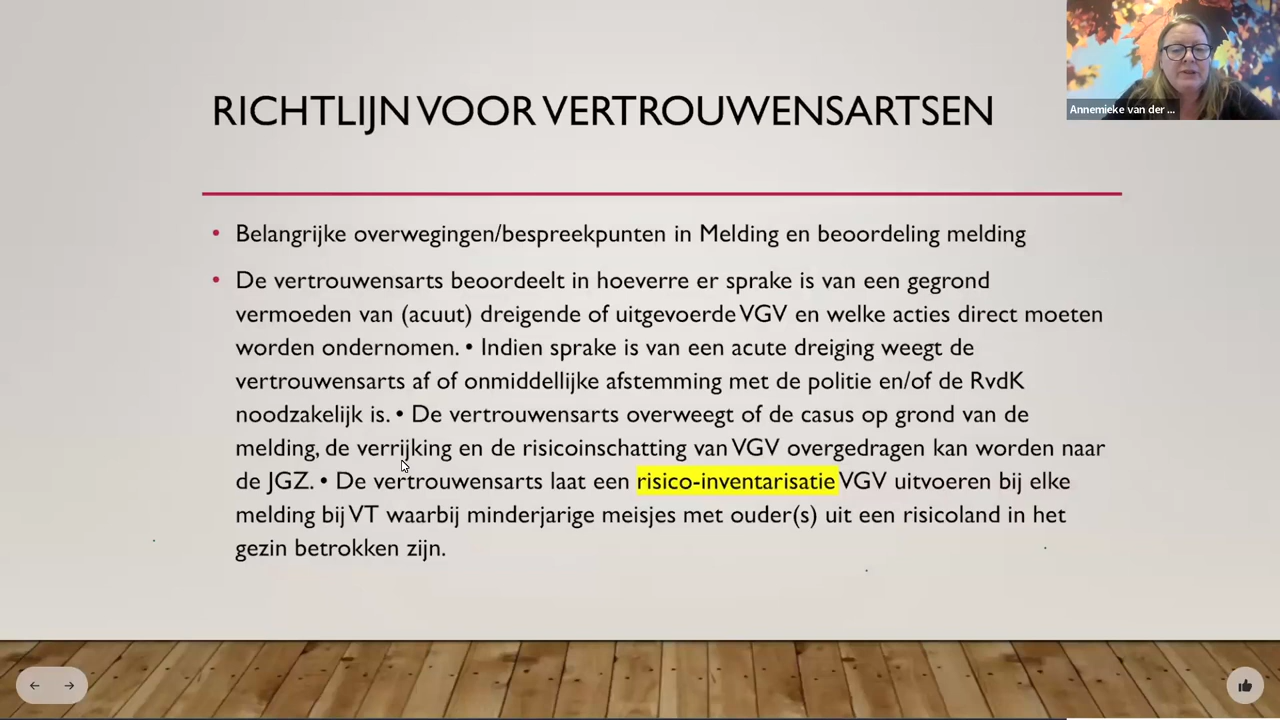 RICHTLIJN VOOR VERTROUWENSARTSEN
Annemieke van der ...
• Belangrijke overwegingen/bespreekpunten in Melding en beoordeling melding
• De vertrouwensarts beoordeelt in hoeverre er sprake is van een gegrond
vermoeden van (acuut) dreigende of uitgevoerde VGV en welke acties direct moeten
worden ondernomen. • Indien sprake is van een acute dreiging weegt de
vertrouwensarts af of onmiddellijke afstemming met de politie en/of de RvdK
noodzakelijk is. • De vertrouwensarts overweegt of de casus op grond van de
melding, de verrijking en de risicoinschatting van VGV overgedragen kan worden naar
de JGZ. • De vertrouwensarts laat een risico-inventarisatie VGV uitvoeren bij elke
melding bij VT waarbij minderjarige meisjes met ouder(s) uit een risicoland in het
gezin betrokken zijn.